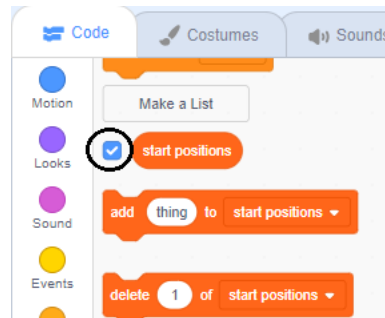 Code
Costumes
Sounds
Motion
Looks
Sound
Events
Make a List
start positions
add thing to start positions
delete 1 of start positions